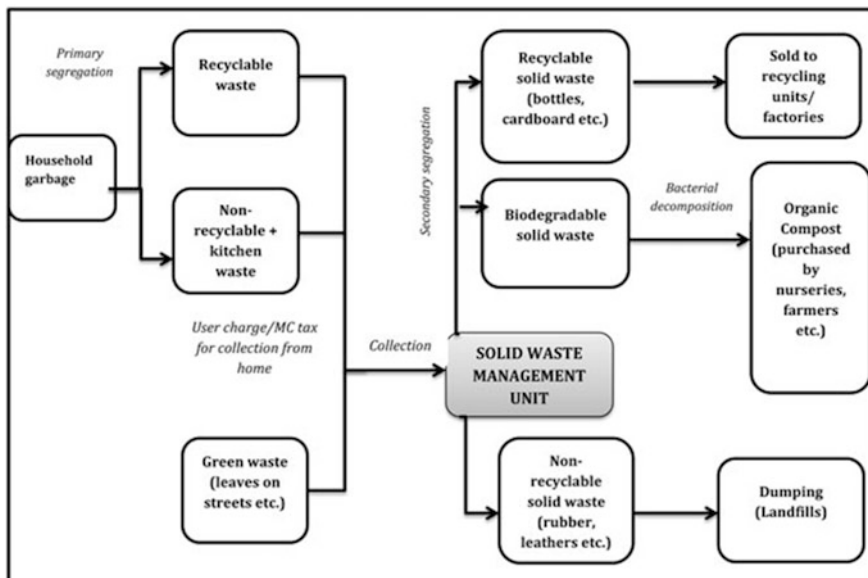 Primary
segregation
Recyclable
waste
Household
garbage
Non-
recyclable +
kitchen
waste
User charge/MC tax
for collection from
home
Green waste
(leaves on
streets etc.)
Collection
SOLID WASTE
MANAGEMENT
UNIT
Secondary segregation
Recyclable
solid waste
(bottles,
cardboard etc.)
Sold to
recycling
units/
factories
Biodegradable
solid waste
Bacterial
decomposition
Organic
Compost
(purchased
by
nurseries,
farmers
etc.)
Non-
recyclable
solid waste
(rubber,
leathers etc.)
Dumping
(Landfills)